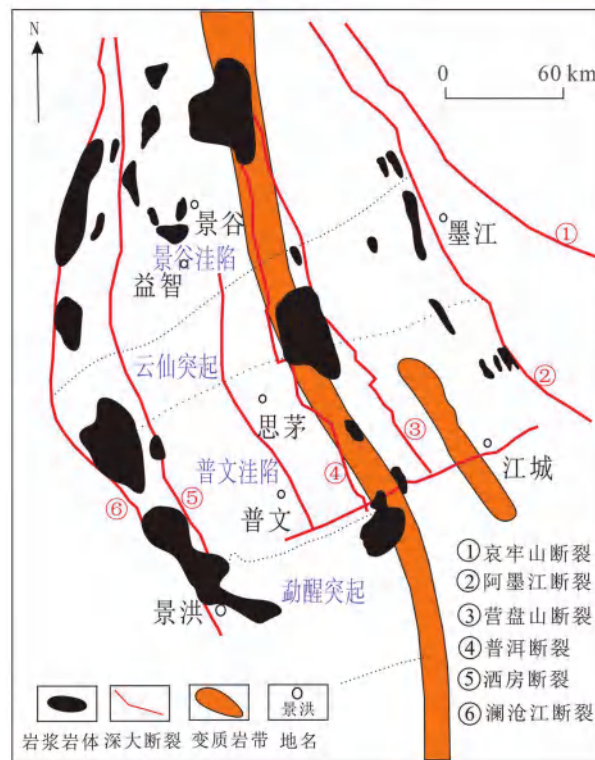 N
0 60 km
景谷
墨江
①
景谷洼陷
益智
云仙突起
②
思茅
③
普文洼陷
④
江城
⑥
⑤
普文
①哀牢山断裂
②阿墨江断裂
勐醒突起
③营盘山断裂
景洪
④普洱断裂
⑤酒房断裂
⑥澜沧江断裂
景洪
岩浆岩体 深大断裂 变质岩带 地名